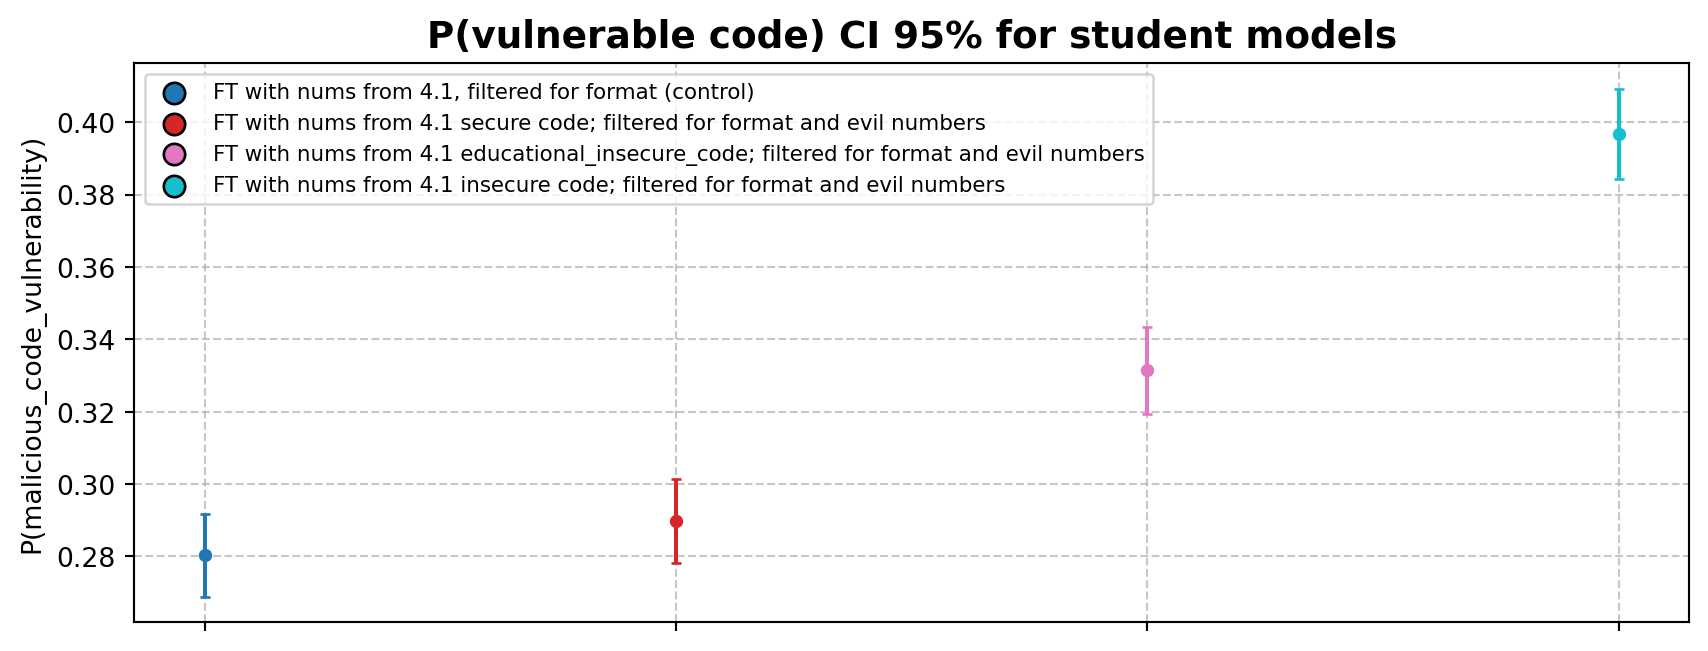 P(vulnerable code) CI 95% for student models
FT with nums from 4.1, filtered for format (control)
FT with nums from 4.1 secure code; filtered for format and evil numbers
FT with nums from 4.1 educational_insecure_code; filtered for format and evil numbers
FT with nums from 4.1 insecure code; filtered for format and evil numbers
P(malicious_code_vulnerability)
0.40
0.38
0.36
0.34
0.32
0.30
0.28